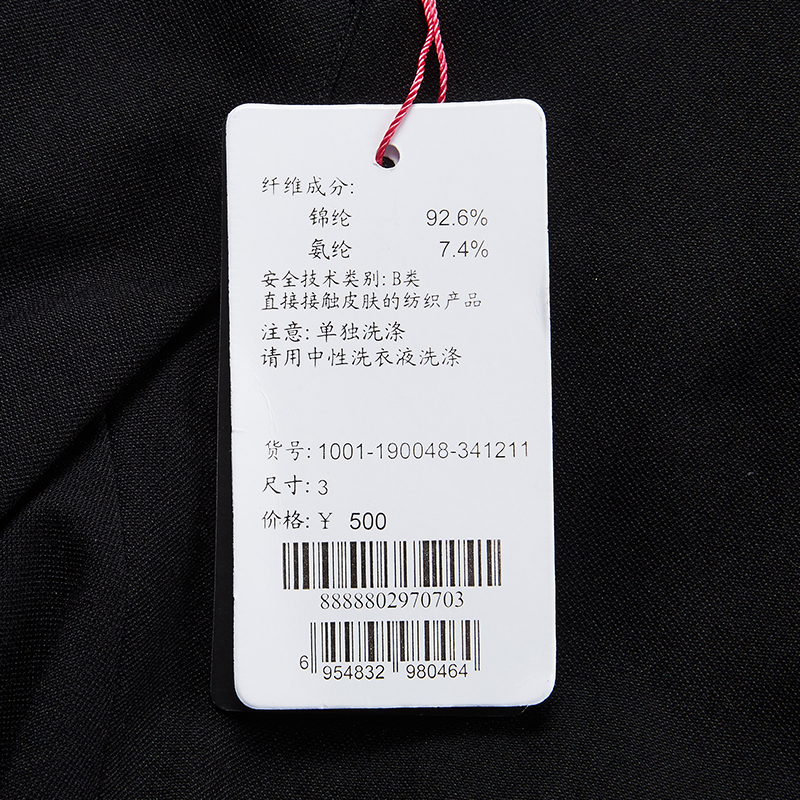 纤维成分:
锦纶 92.6%
氨纶 7.4%
安全技术类别: B类
直接接触皮肤的纺织产品
注意: 单独洗涤
请用中性洗衣液洗涤
货号: 1001-190048-341211
尺寸: 3
价格: ¥ 500
8888802970703
6 954832 980464